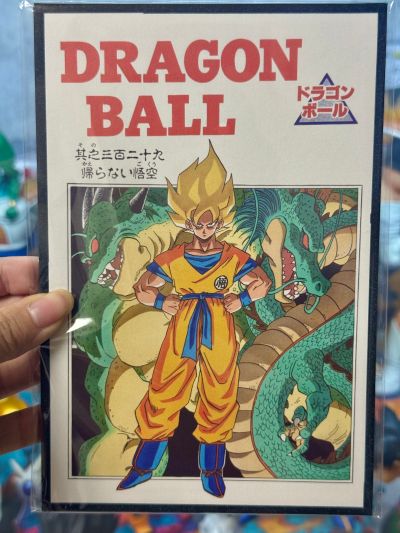 DRAGON
BALL
ドラゴン
ボール
其之三百二十九
帰らない悟空